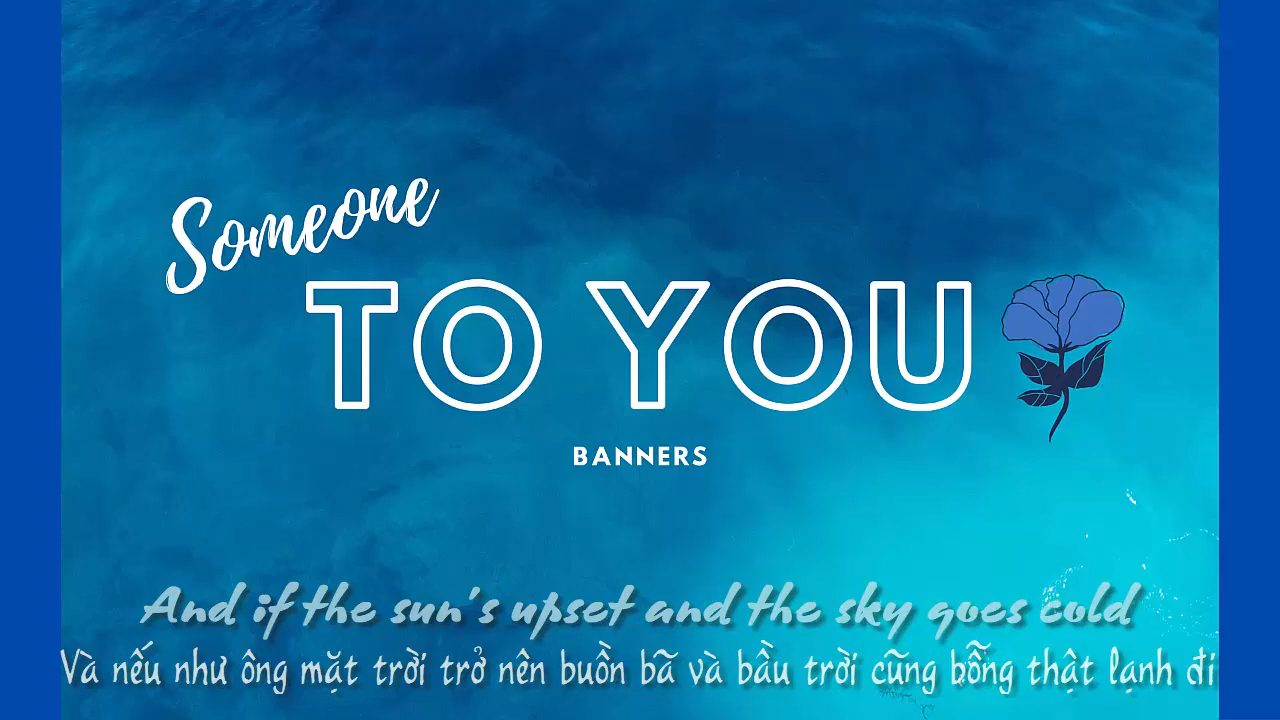 Someone
TO YOU
BANNERS
And if the sun's upset and the sky goes cold
Và nếu như ông mặt trời trở nên buồn bã và bầu trời cũng bỗng thật lạnh đi